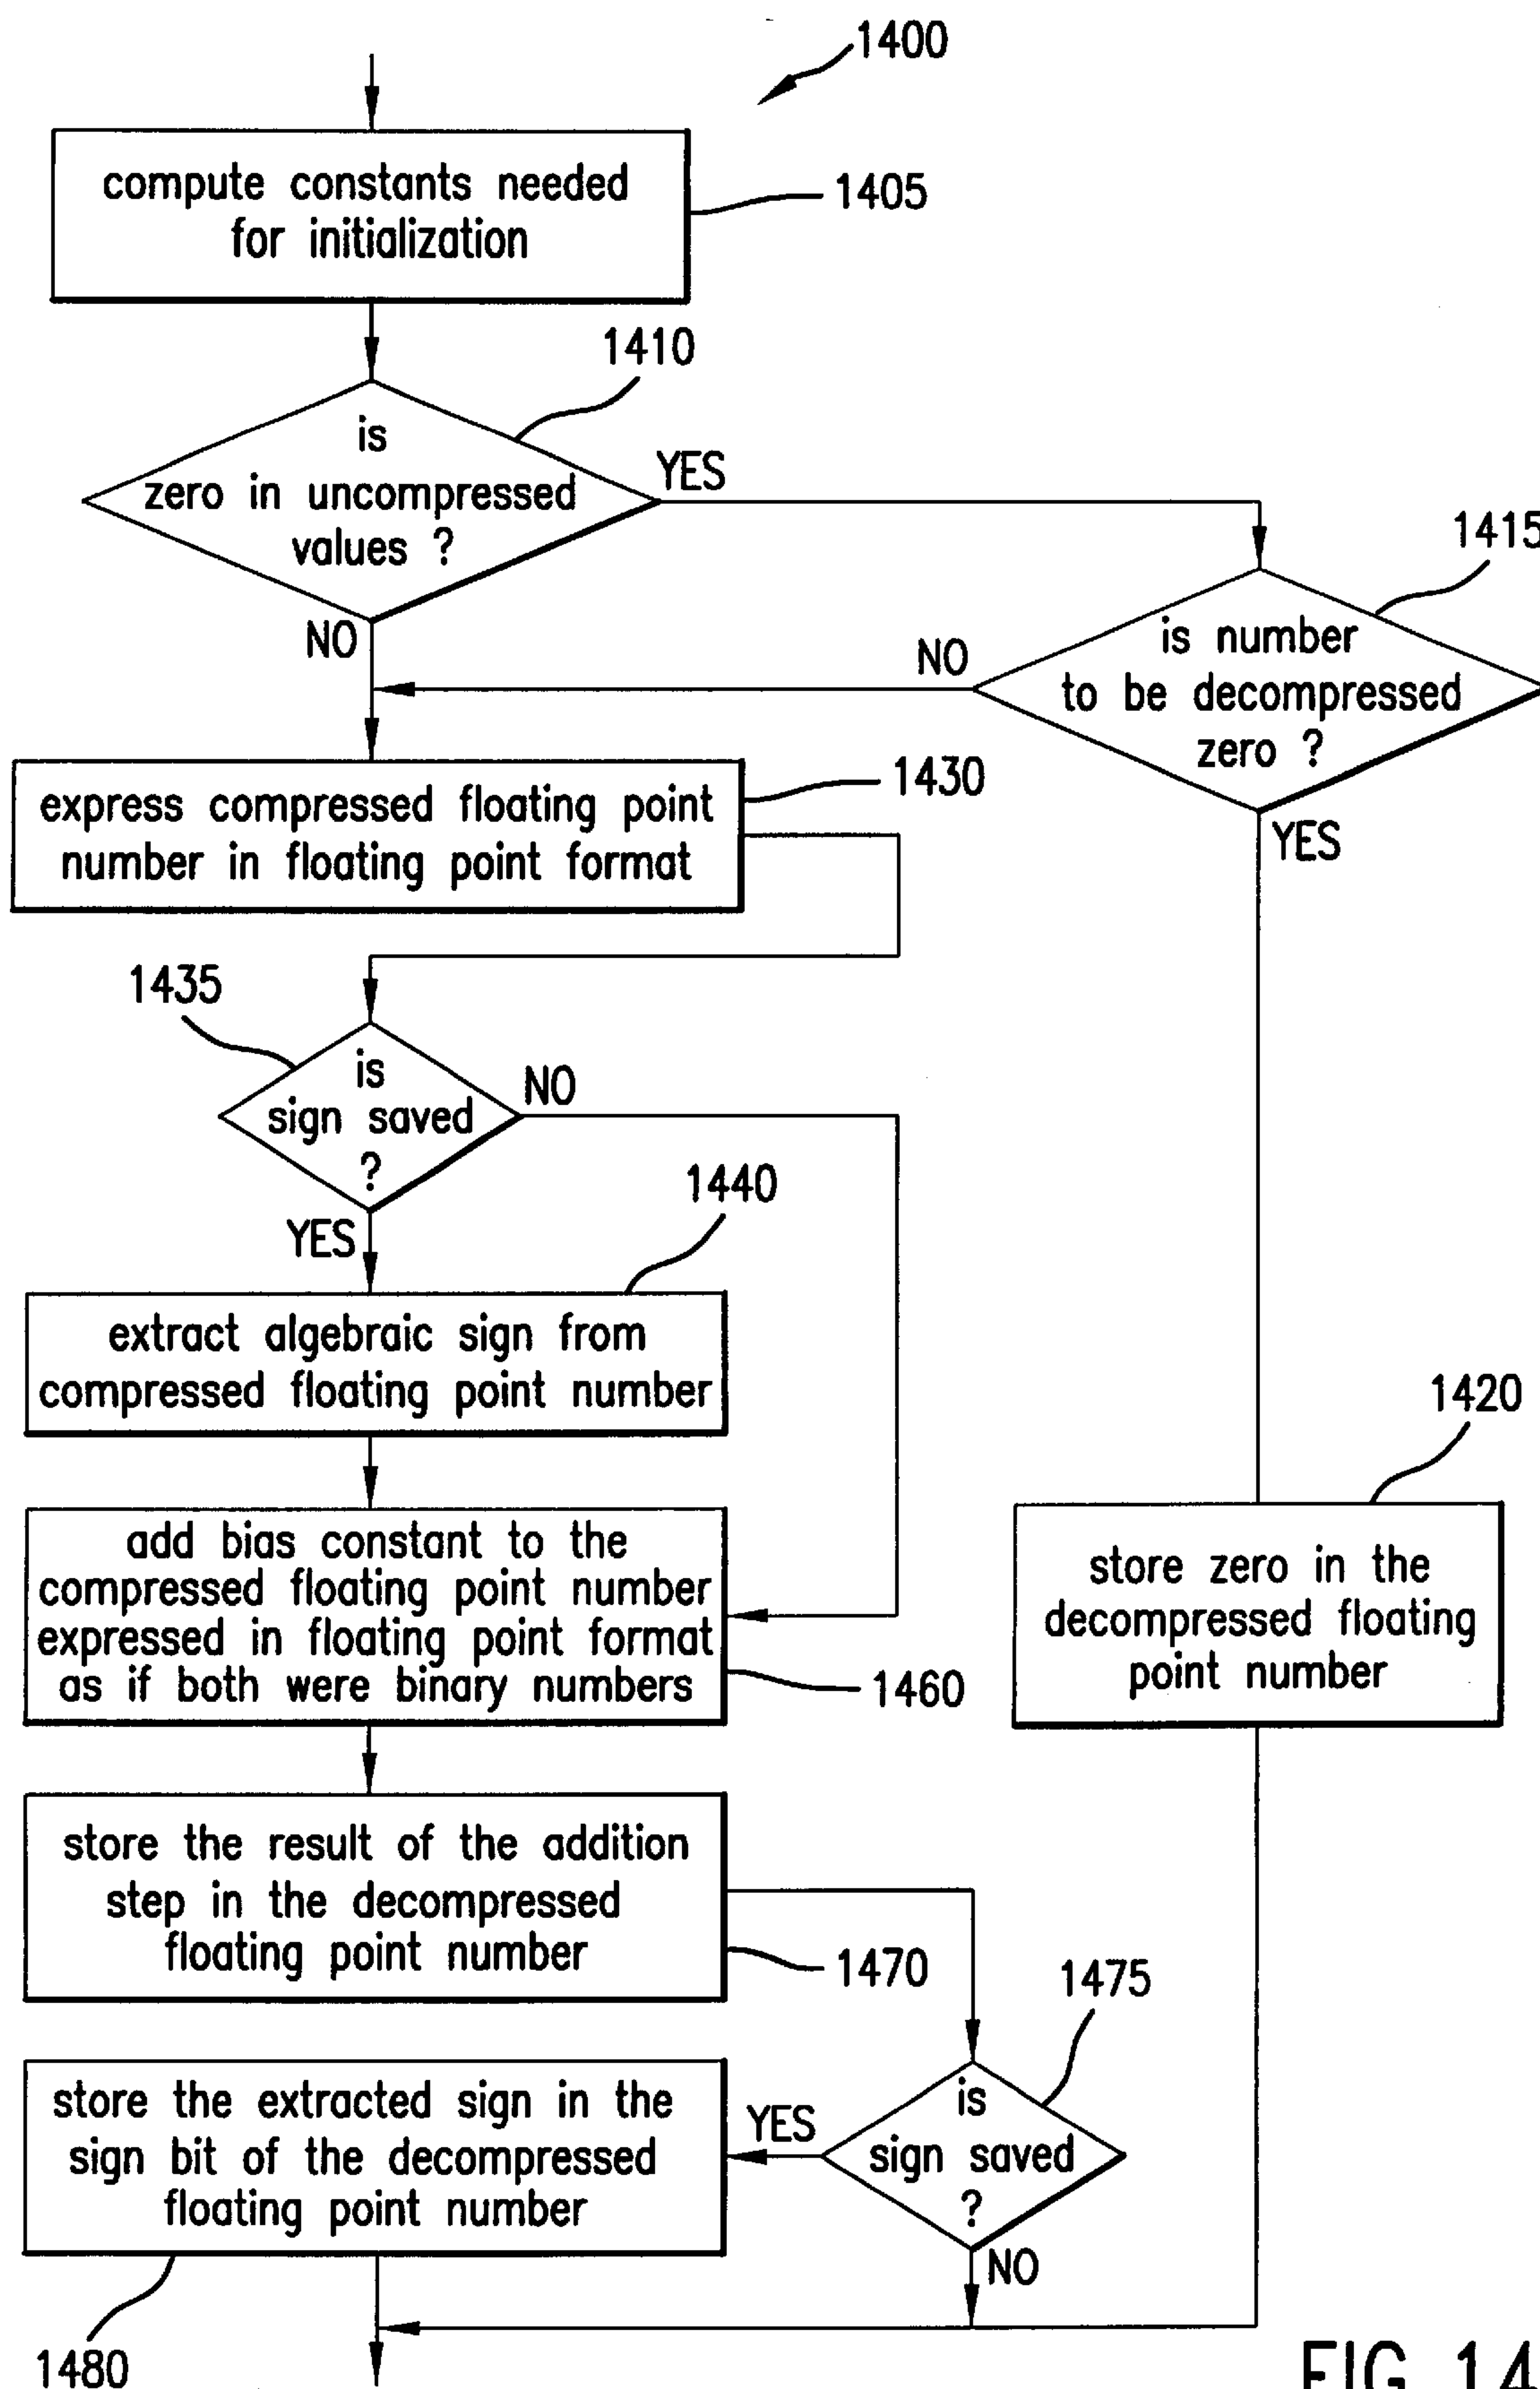 1400
compute constants needed
for initialization
1405
1410
is
zero in uncompressed
values ?
YES
NO
1415
is number
to be decompressed
zero ?
NO
YES
express compressed floating point
number in floating point format
1430
1435
is
sign saved
?
NO
YES
1440
extract algebraic sign from
compressed floating point number
1420
store zero in the
decompressed floating
point number
add bias constant to the
compressed floating point number
expressed in floating point format
as if both were binary numbers
1460
store the result of the addition
step in the decompressed
floating point number
1470
1475
is
sign saved
?
YES
NO
store the extracted sign in the
sign bit of the decompressed
floating point number
1480
FIG. 14